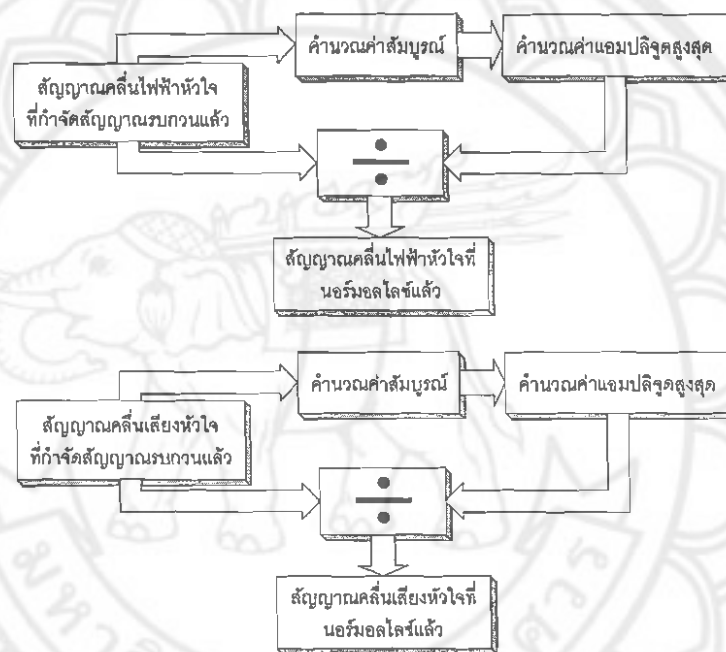 คำนวณค่าสัมบูรณ์
คำนวณค่าแอมปลิจูดสูงสุด
สัญญาณคลื่นไฟฟ้าหัวใจ
ที่กำจัดสัญญาณรบกวนแล้ว
สัญญาณคลื่นไฟฟ้าหัวใจที่
นอร์มอลไลซ์แล้ว
คำนวณค่าสัมบูรณ์
คำนวณค่าแอมปลิจูดสูงสุด
สัญญาณคลื่นเสียงหัวใจ
ที่กำจัดสัญญาณรบกวนแล้ว
สัญญาณคลื่นเสียงหัวใจที่
นอร์มอลไลซ์แล้ว